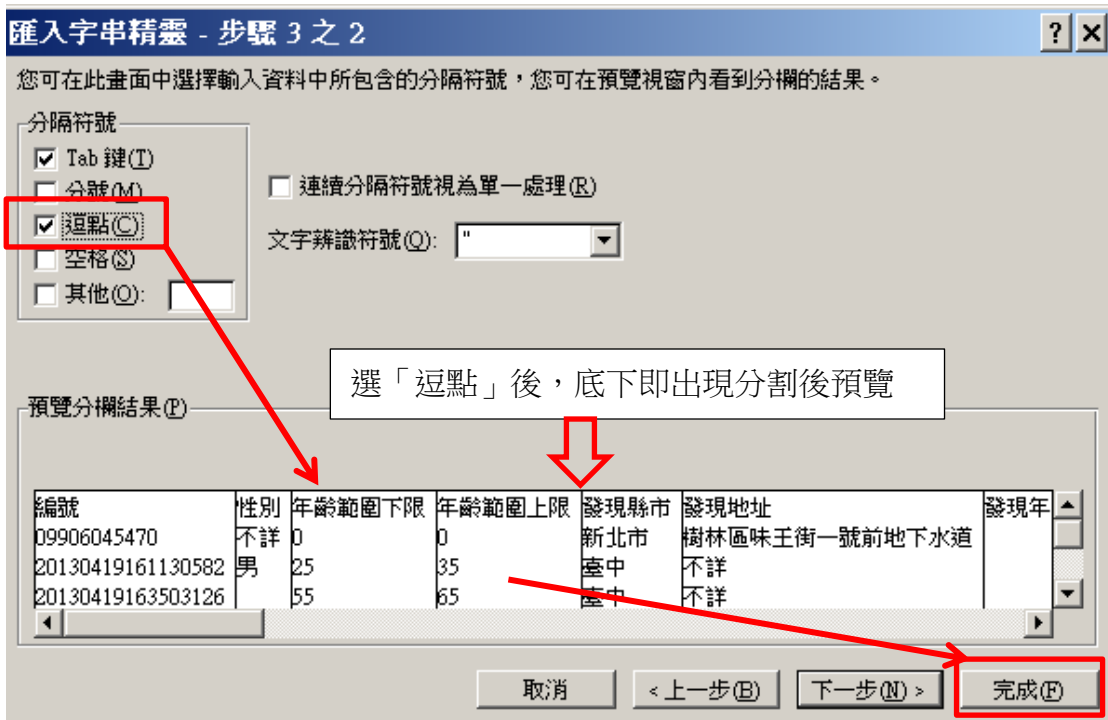 匯入字串精靈 - 步驟 3 之 2
您可在此畫面中選擇輸入資料中所包含的分隔符號，您可在預覽視窗內看到分欄的結果。
分隔符號
Tab 鍵(T)
分號(M)
逗點(C)
空格(S)
其他(O):
連續分隔符號視為單一處理(R)
文字辨識符號(Q): "
選「逗點」後，底下即出現分割後預覽
預覽分欄結果(P)
編號 性別 年齡範圍下限 年齡範圍上限 發現縣市 發現地址 發現年
09906045470 不詳 0 0 新北市 樹林區味王街一號前地下水道
20130419161130582 男 25 35 臺中 不詳
20130419163503126 55 65 臺中 不詳
取消 <上一步(B) 下一步(N) > 完成(F)